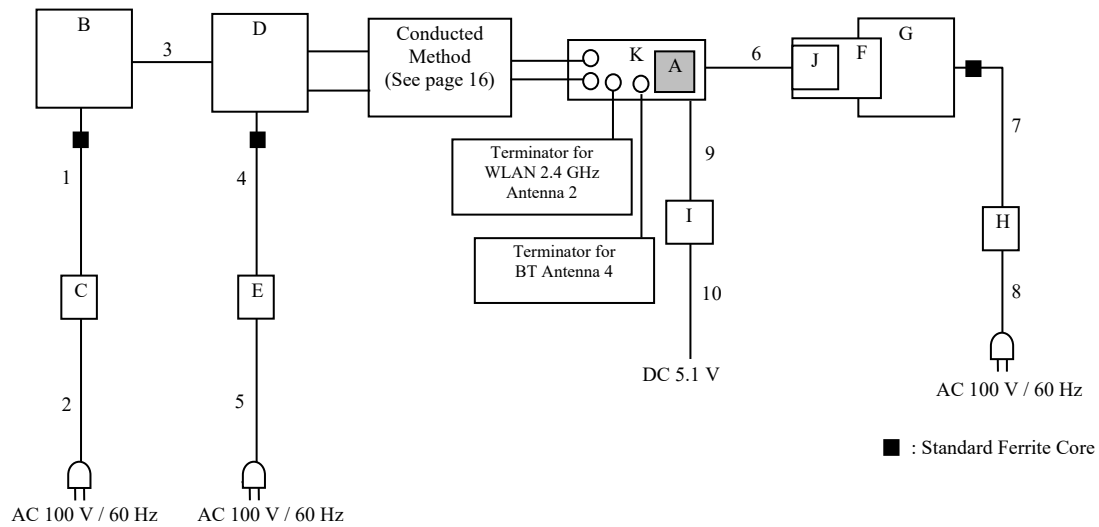 B
3
D
Conducted
Method
(See page 16)
K
A
6
J
F
G
1
4
Terminator for
WLAN 2.4 GHz
Antenna 2
9
7
I
H
Terminator for
BT Antenna 4
C
E
10
8
DC 5.1 V
AC 100 V / 60 Hz
2
5
: Standard Ferrite Core
AC 100 V / 60 Hz
AC 100 V / 60 Hz